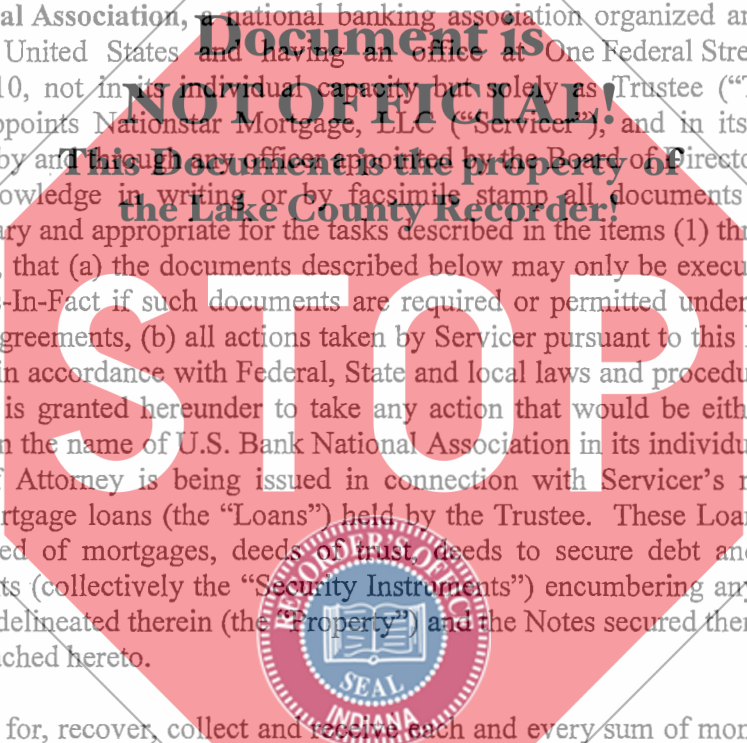 al Association, a national banking association organized an
Document is
United States and having an office at One Federal Stre
10, not in its individual capacity but solely as Trustee ("
NOT OFFICIAL!
ppoints Nationstar Mortgage, LLC ("Servicer"), and in its
This Document is the property of
by and through any officer appointed by the Board of Directo
owledge in writing or by facsimile stamp all documents
the Lake County Recorder!
ary and appropriate for the tasks described in the items (1) thr
, that (a) the documents described below may only be execu
s-In-Fact if such documents are required or permitted under
greements, (b) all actions taken by Servicer pursuant to this
in accordance with Federal, State and local laws and procedu
is granted hereunder to take any action that would be eith
n the name of U.S. Bank National Association in its individu
f Attorney is being issued in connection with Servicer's r
STOP
rtgage loans (the "Loans") held by the Trustee. These Loan
ed of mortgages, deeds of trust, deeds to secure debt an
ts (collectively the "Security Instruments") encumbering any
delineated therein (the "Property") and the Notes secured ther
ched hereto.
RECORDER'S OFFICE
SEAL
INDIANA
for, recover, collect and receive each and every sum of mon